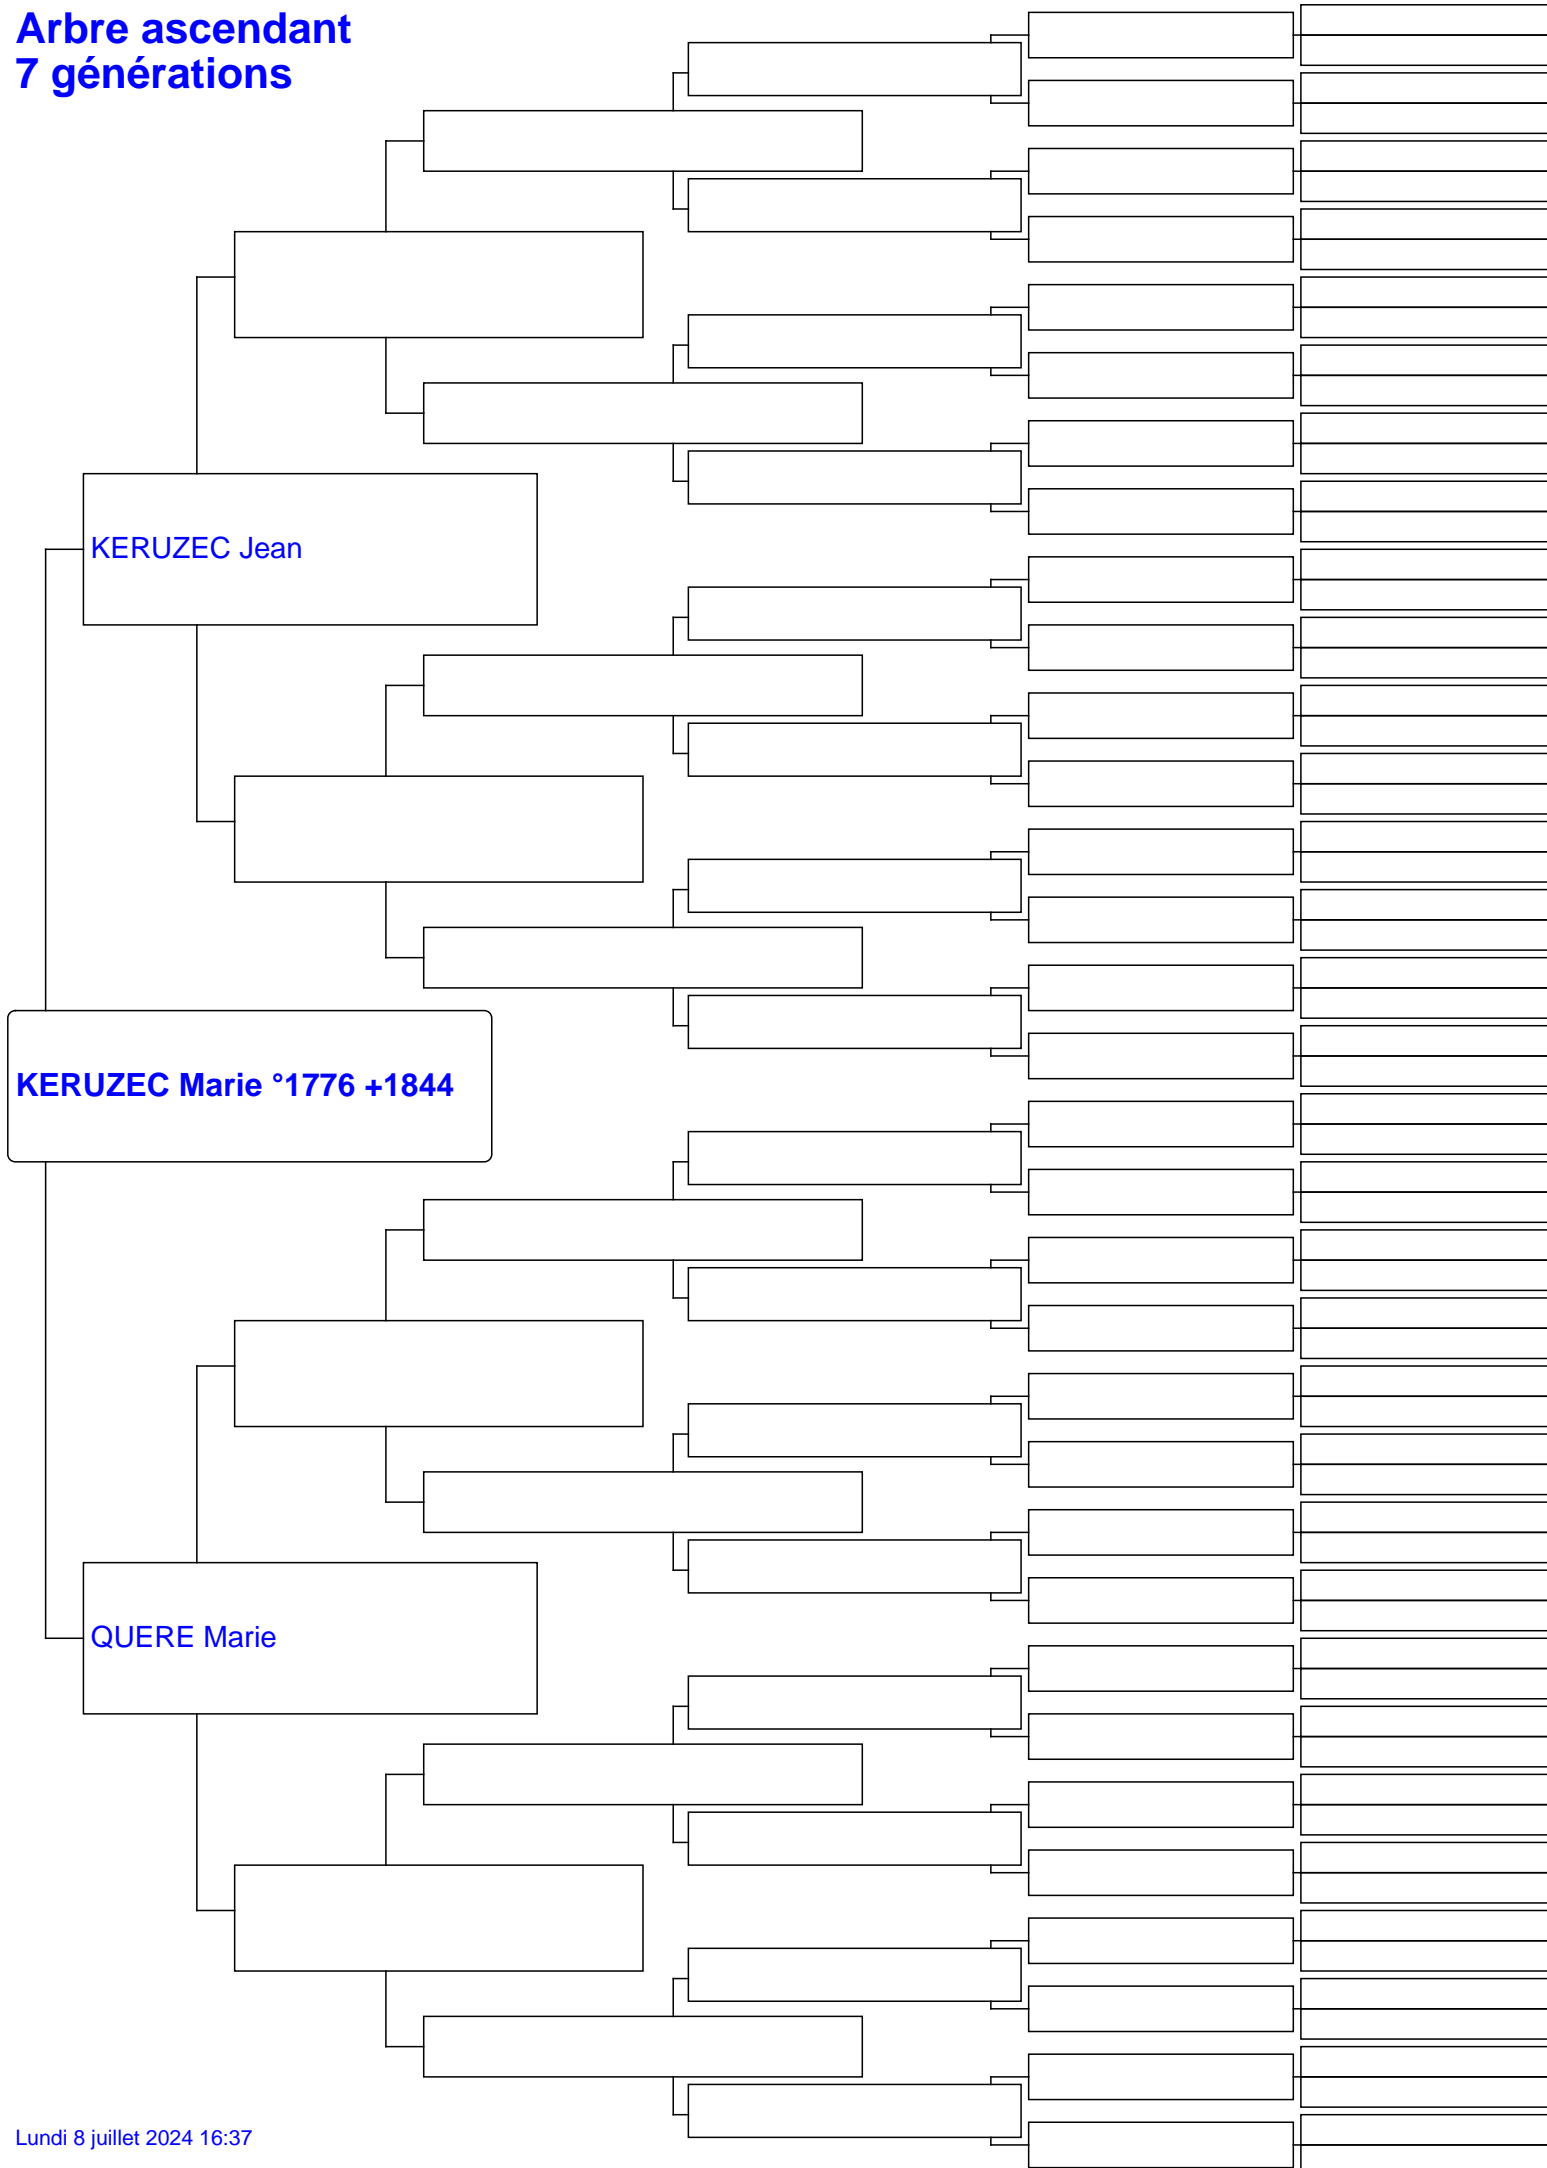 Arbre ascendant
7 générations
KERUZEC Jean
KERUZEC Marie °1776 +1844
QUERE Marie
Lundi 8 juillet 2024 16:37